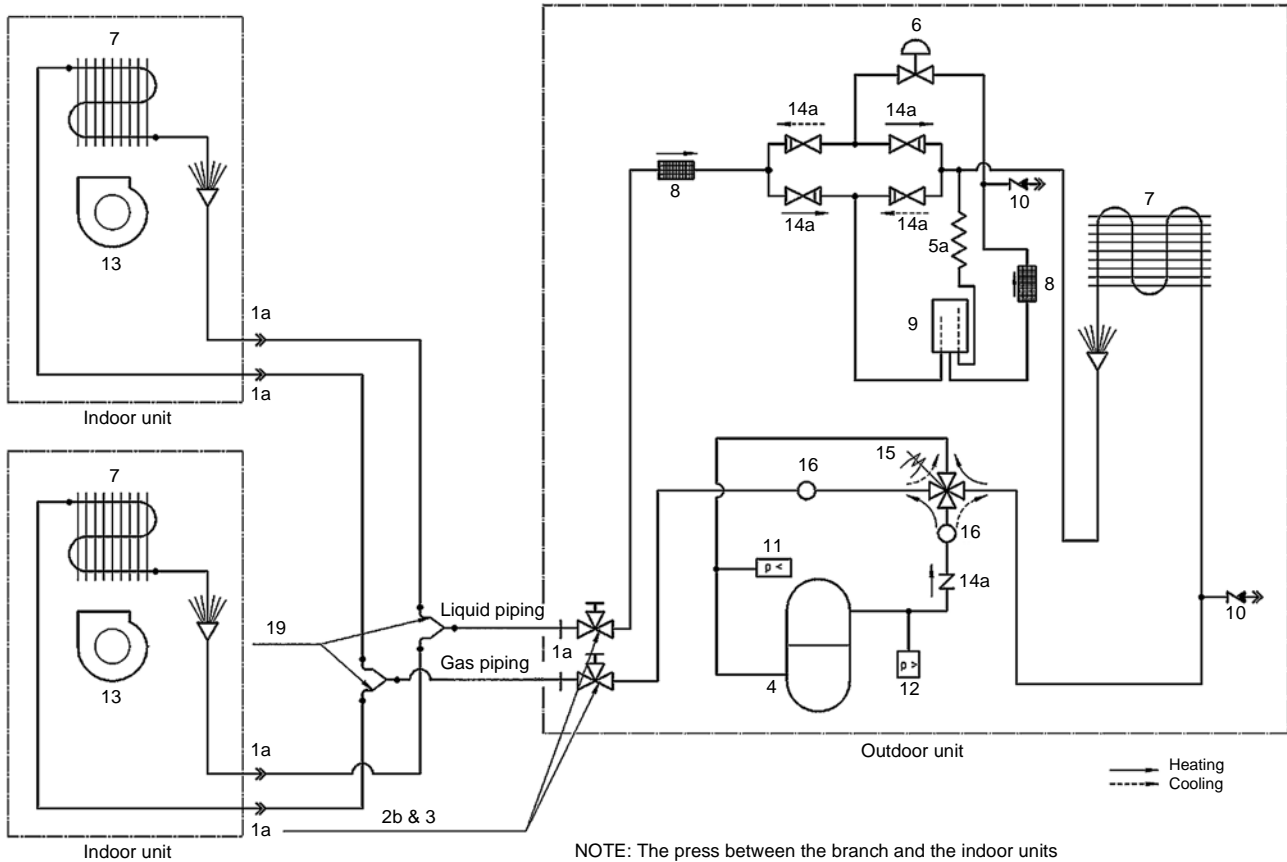 7
13
1a
1a
Indoor unit
7
13
1a
1a
Indoor unit
19
Liquid piping
Gas piping
1a
2b & 3
6
14a
14a
8
14a
14a
5a
10
8
9
7
15
16
16
11
p <
14a
4
p >
12
10
Outdoor unit
Heating
Cooling
NOTE: The press between the branch and the indoor units